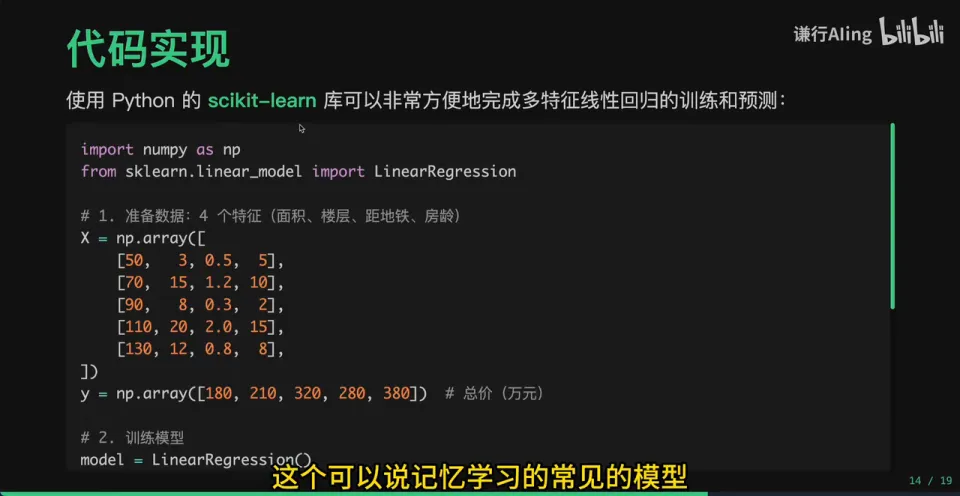 代码实现
谦行AIing bilibili
使用 Python 的 scikit-learn 库可以非常方便地完成多特征线性回归的训练和预测：
import numpy as np
from sklearn.linear_model import LinearRegression
# 1. 准备数据：4 个特征（面积、楼层、距地铁、房龄）
X = np.array([
[50, 3, 0.5, 5],
[70, 15, 1.2, 10],
[90, 8, 0.3, 2],
[110, 20, 2.0, 15],
[130, 12, 0.8, 8],
])
y = np.array([180, 210, 320, 280, 380]) # 总价（万元）
# 2. 训练模型
model = LinearRegression()
这个可以说记忆学习的常见的模型
14 / 19